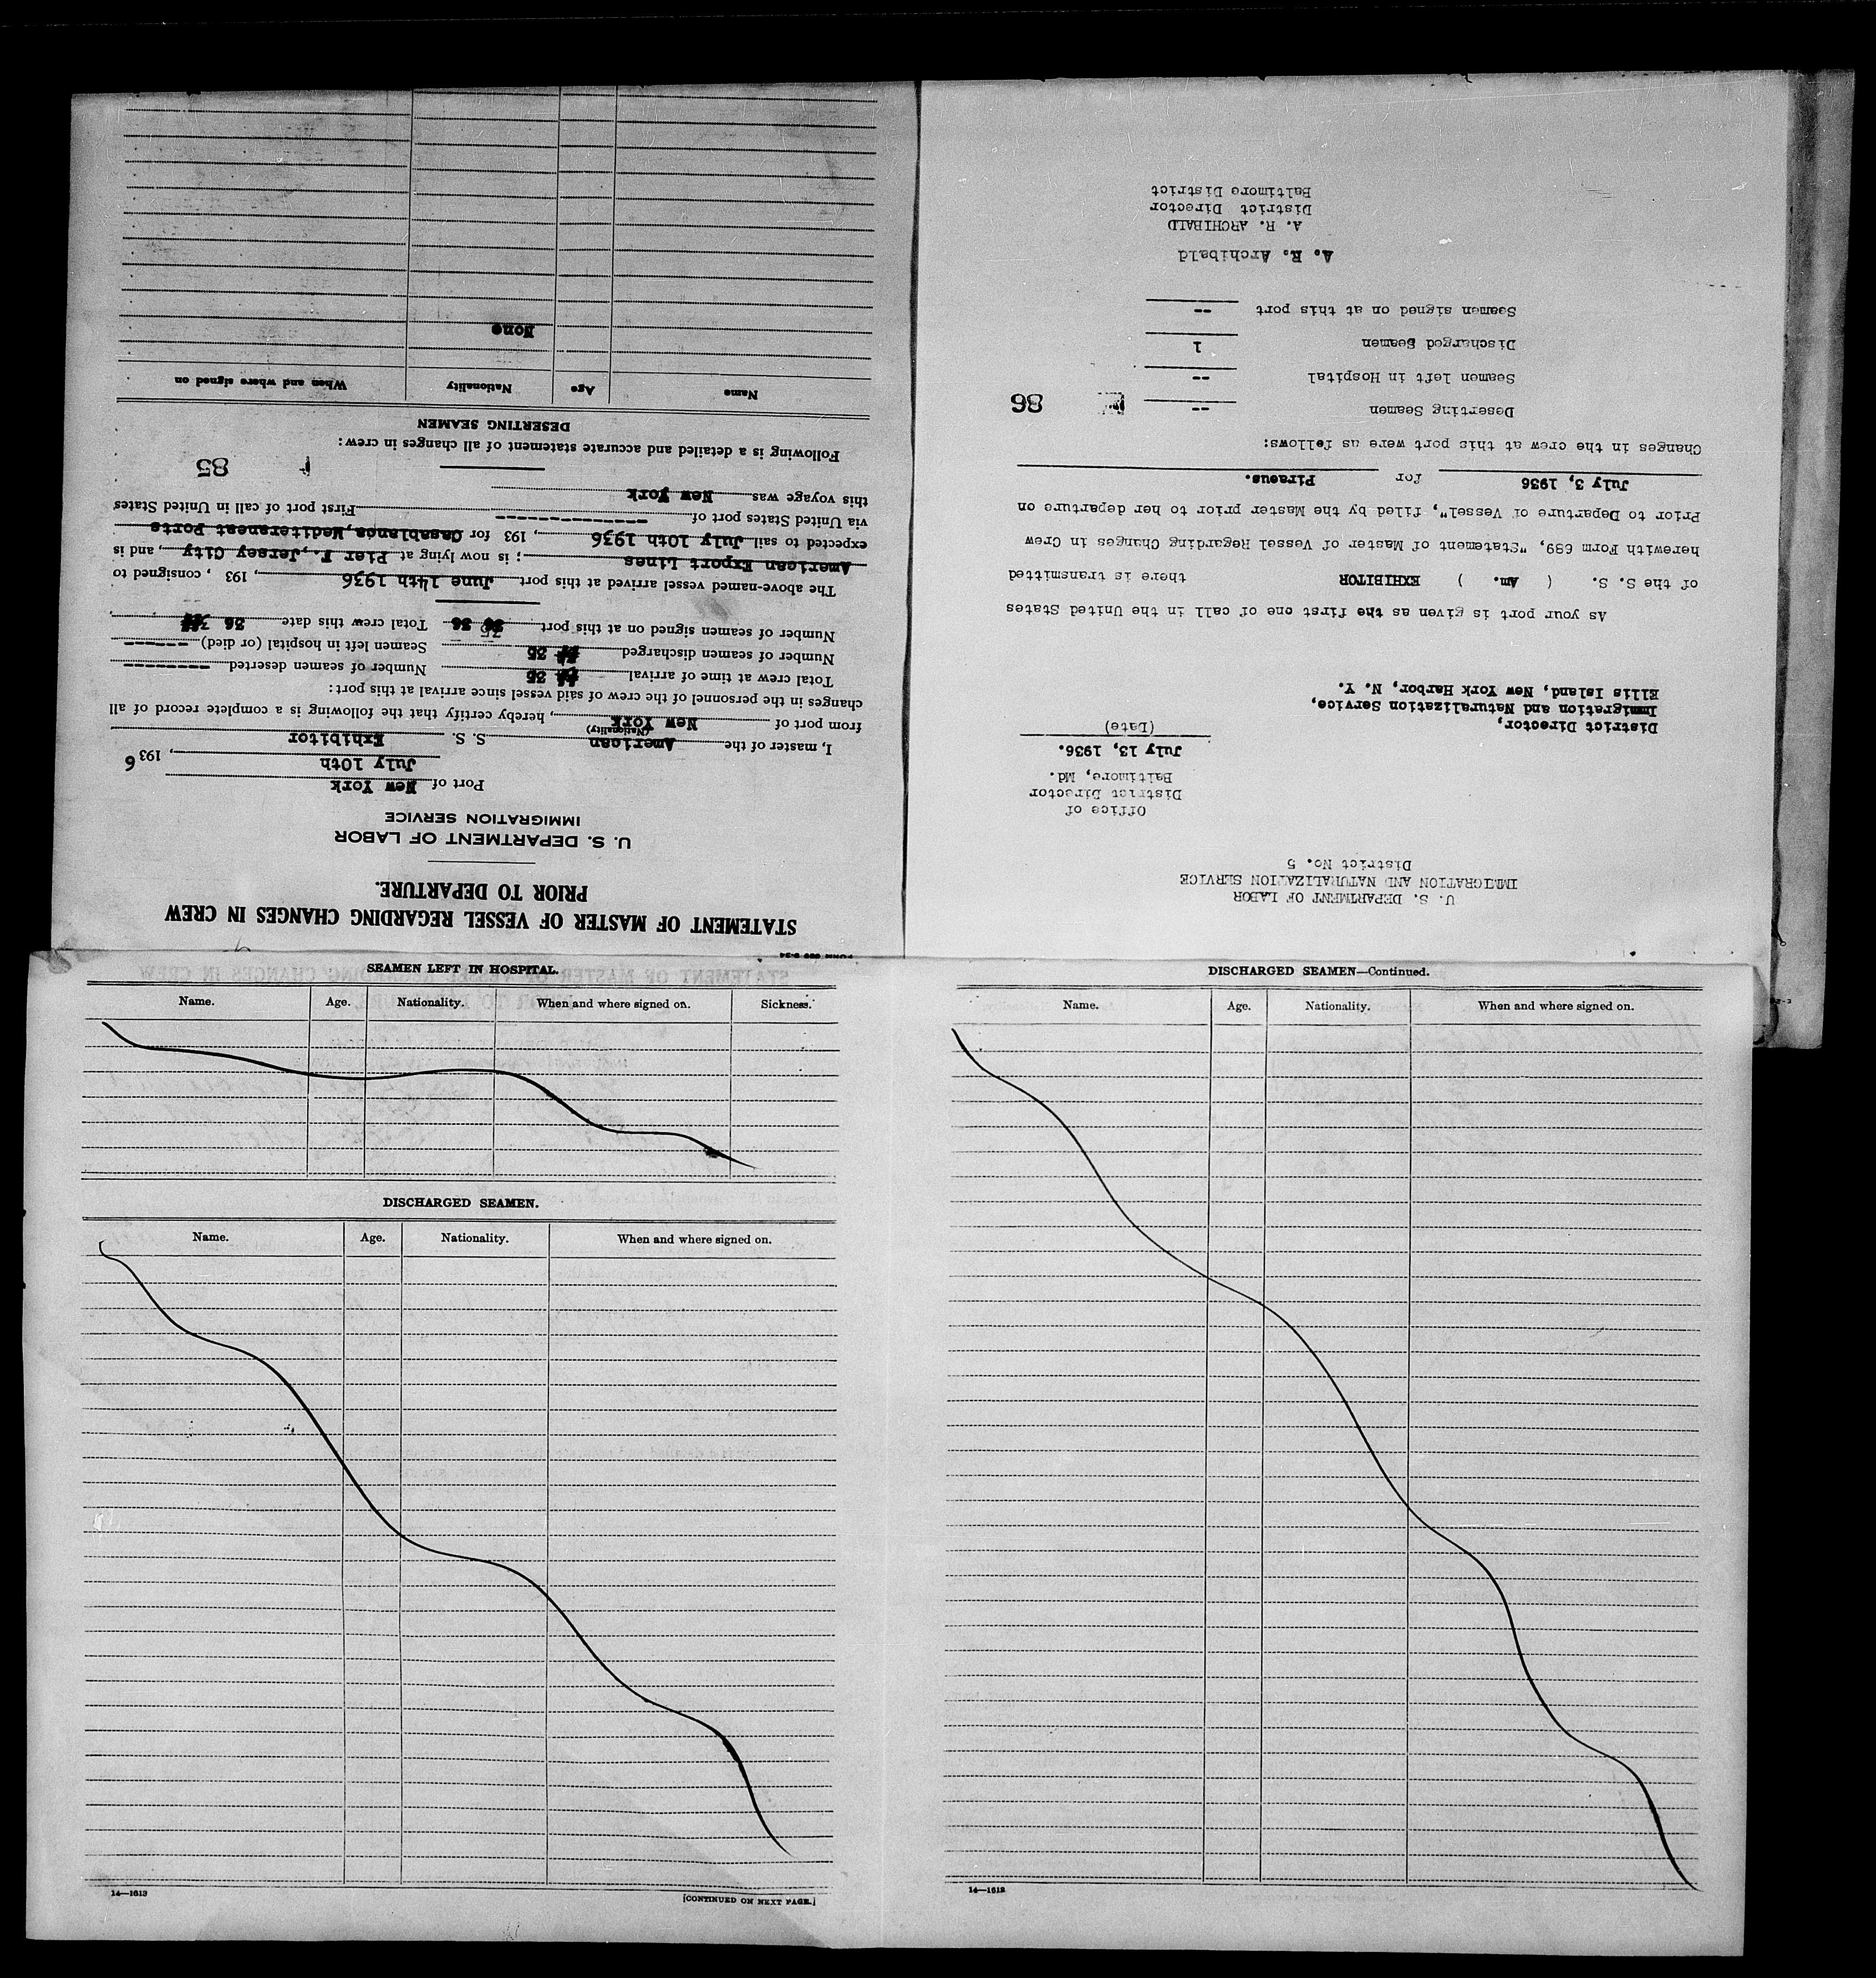 FORM 689 2-34
STATEMENT OF MASTER OF VESSEL REGARDING CHANGES IN CREW
PRIOR TO DEPARTURE.
U. S. DEPARTMENT OF LABOR
IMMIGRATION SERVICE
Port of New York
July 10th, 1936
I, master of the American S. S. Exhibitor
(Nationality)
from port of New York, hereby certify that the following is a complete record of all
changes in the personnel of the crew of said vessel since arrival at this port:
Total crew at time of arrival 35 Number of seamen deserted ---------
Number of seamen discharged 35 Seamen left in hospital (or died) ------
Number of seamen signed on at this port 36 Total crew this date 36
The above-named vessel arrived at this port June 14th 1936, 193 , consigned to
American Export Lines; is now lying at Pier F., Jersey City, and is
expected to sail July 10th 1936, 193 for Casablanca, Mediteranest Ports
via United States port of ---------------- First port of call in United States
this voyage was New York
85
Following is a detailed and accurate statement of all changes in crew:
DESERTING SEAMEN
Name Age Nationality When and where signed on
None
U. S. DEPARTMENT OF LABOR
IMMIGRATION AND NATURALIZATION SERVICE
District No. 5
Office of
District Director
Baltimore, Md.
July 13, 1936.
(Date)
District Director,
Immigration and Naturalization Service,
Ellis Island, New York Harbor, N. Y.
As your port is given as the first one of call in the United States
of the S. S. ( Am. ) EXHIBITOR there is transmitted
herewith Form 689, "Statement of Master of Vessel Regarding Changes in Crew
Prior to Departure of Vessel", filed by the Master prior to her departure on
July 3, 1936 for Piraeus.
Changes in the crew at this port were as follows:
Deserting Seamen -- 86
Seamen left in Hospital --
Discharged Seamen 1
Seamen signed on at this port --
A. R. Archibald
A. R. ARCHIBALD
District Director
Baltimore District
SEAMEN LEFT IN HOSPITAL.
Name. Age. Nationality. When and where signed on. Sickness.
DISCHARGED SEAMEN.
Name. Age. Nationality. When and where signed on.
14—1613
[CONTINUED ON NEXT PAGE.]
DISCHARGED SEAMEN—Continued.
Name. Age. Nationality. When and where signed on.
14—1612